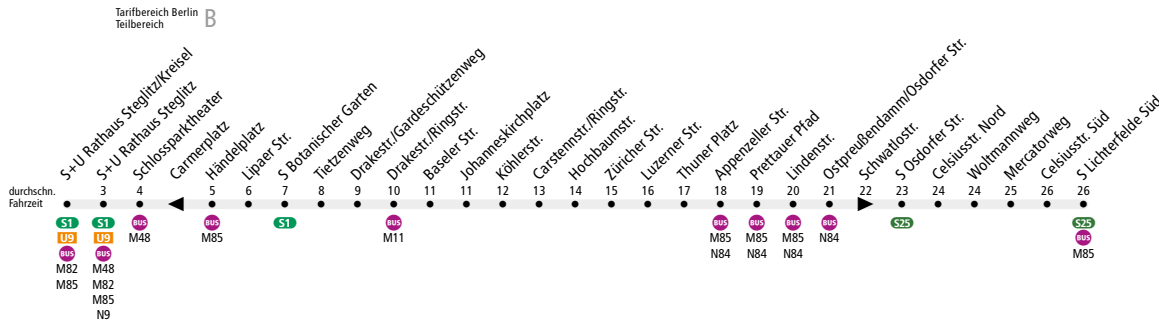 Tarifbereich Berlin
Teilbereich
B
S+U Rathaus Steglitz/Kreisel
S+U Rathaus Steglitz
Schlossparktheater
Carmerplatz
Händelplatz
Lipaer Str.
S Botanischer Garten
Tietzenweg
Drakestr./Gardeschützenweg
Drakestr./Ringstr.
Baseler Str.
Johanneskirchplatz
Köhlerstr.
Carstennstr./Ringstr.
Hochbaumstr.
Züricher Str.
Luzerner Str.
Thuner Platz
Appenzeller Str.
Prettauer Pfad
Lindenstr.
Ostpreußendamm/Osdorfer Str.
Schwatlostr.
S Osdorfer Str.
Celsiusstr. Nord
Woltmannweg
Mercatorweg
Celsiusstr. Süd
S Lichterfelde Süd
durchschn. 3 4 5 6 7 8 9 10 11 11 12 13 14 15 16 17 18 19 20 21 22 23 24 24 25 26 26
Fahrzeit
S1 S1 BUS BUS S1 BUS BUS BUS BUS BUS S25 S25
U9 U9 M48 M85 M11 M85 M85 M85 N84 BUS
BUS BUS N84 N84 N84 M85
M82 M48
M85 M82
M85
N9